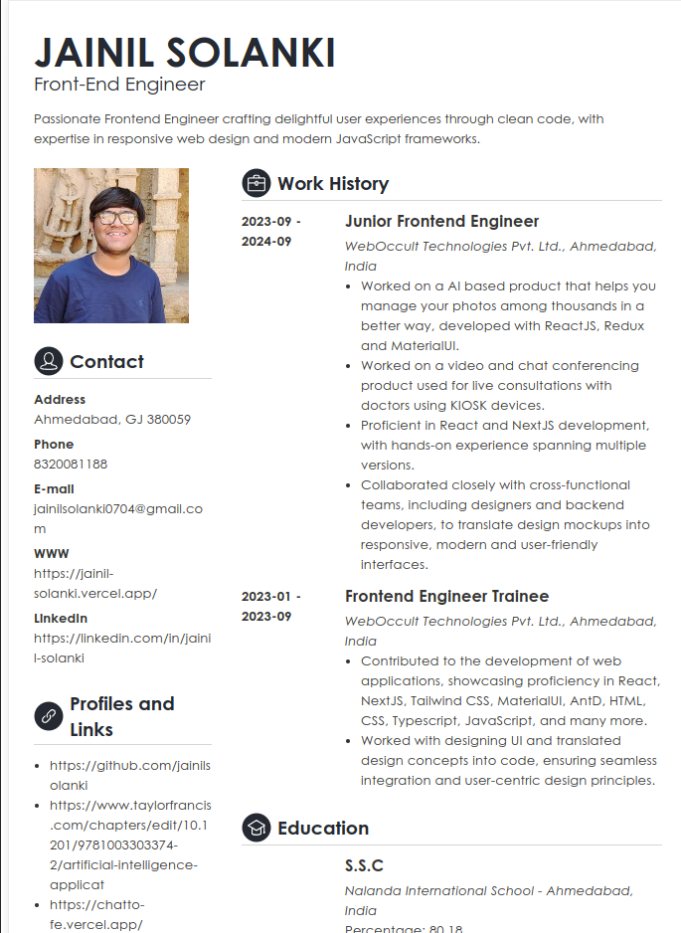 JAINIL SOLANKI
Front-End Engineer
Passionate Frontend Engineer crafting delightful user experiences through clean code, with
expertise in responsive web design and modern JavaScript frameworks.
Contact
Address
Ahmedabad, GJ 380059
Phone
8320081188
E-mail
jainilsolanki0704@gmail.co
m
WWW
https://jainil-
solanki.vercel.app/
LinkedIn
https://linkedin.com/in/jaini
l-solanki
Profiles and
Links
• https://github.com/jainils
olanki
• https://www.taylorfrancis
.com/chapters/edit/10.1
201/9781003303374-
2/artificial-intelligence-
applicat
• https://chatto-
fe.vercel.app/
Work History
2023-09 -
2024-09
Junior Frontend Engineer
WebOccult Technologies Pvt. Ltd., Ahmedabad,
India
• Worked on a AI based product that helps you
manage your photos among thousands in a
better way, developed with ReactJS, Redux
and MaterialUI.
• Worked on a video and chat conferencing
product used for live consultations with
doctors using KIOSK devices.
• Proficient in React and NextJS development,
with hands-on experience spanning multiple
versions.
• Collaborated closely with cross-functional
teams, including designers and backend
developers, to translate design mockups into
responsive, modern and user-friendly
interfaces.
2023-01 -
2023-09
Frontend Engineer Trainee
WebOccult Technologies Pvt. Ltd., Ahmedabad,
India
• Contributed to the development of web
applications, showcasing proficiency in React,
NextJS, Tailwind CSS, MaterialUI, AntD, HTML,
CSS, Typescript, JavaScript, and many more.
• Worked with designing UI and translated
design concepts into code, ensuring seamless
integration and user-centric design principles.
Education
S.S.C
Nalanda International School - Ahmedabad,
India
Percentage: 80.18